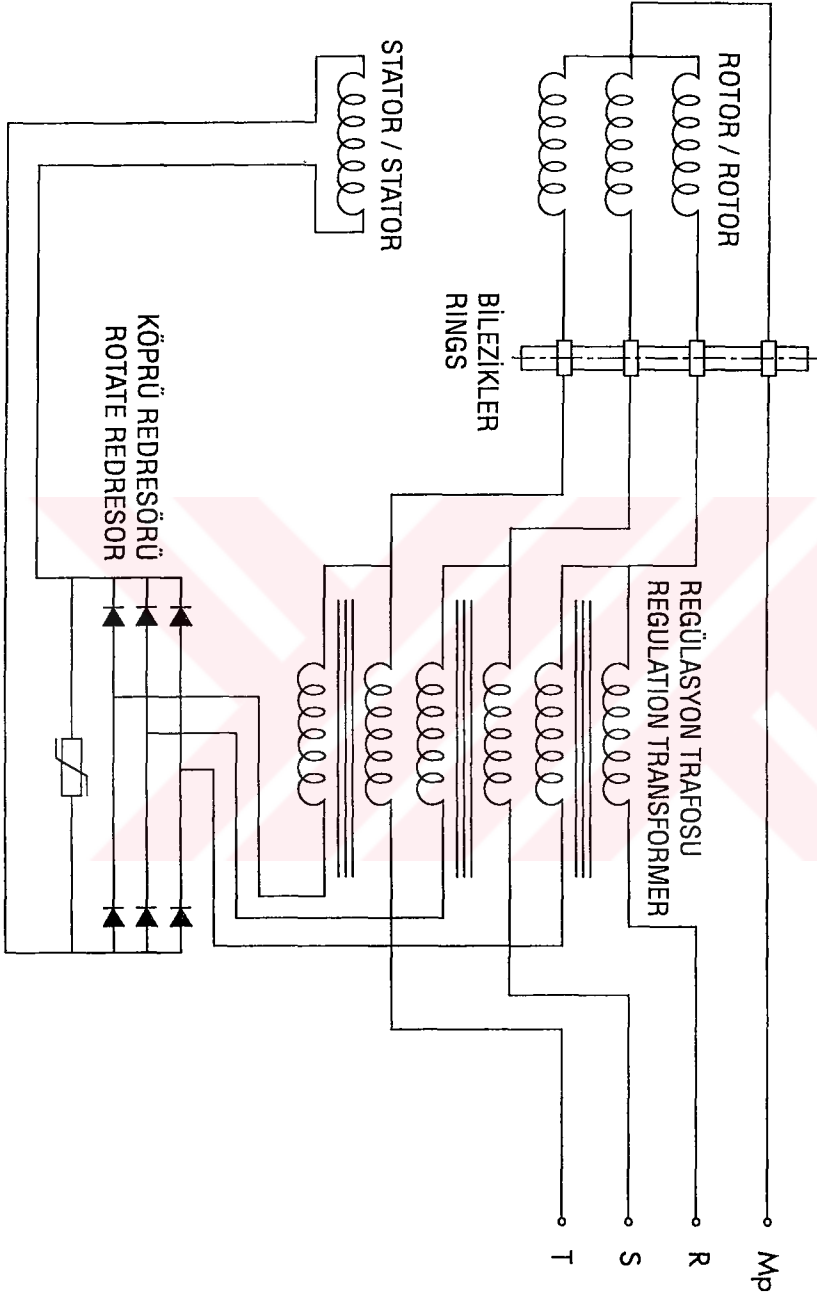 ROTOR / ROTOR
STATOR / STATOR
BİLEZİKLER
RINGS
REGÜLASYON TRAFOSU
REGULATION TRANSFORMER
KÖPRÜ REDRESÖRÜ
ROTATE REDRESOR
Mp
R
S
T